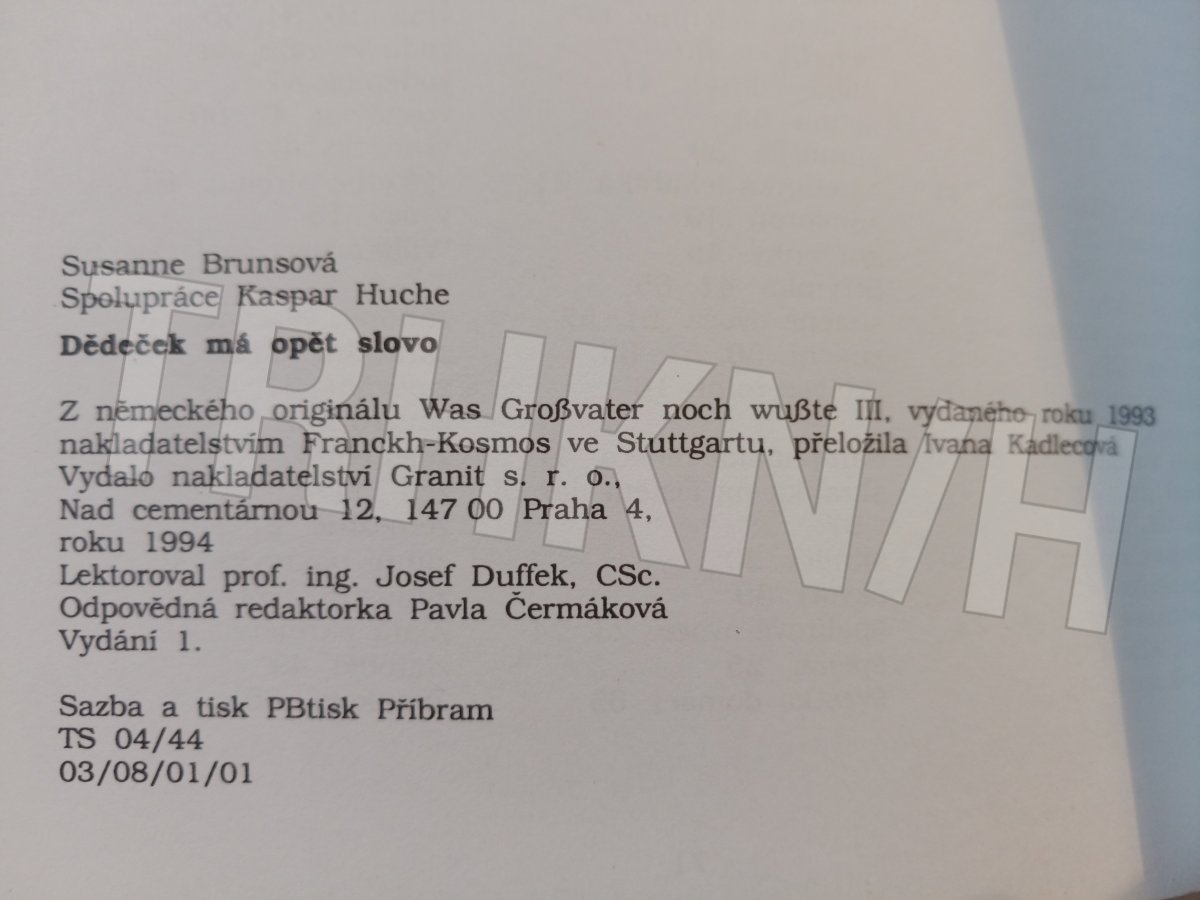 Susanne Brunsová
Spolupráce Kaspar Huche
Dědeček má opět slovo
Z německého originálu Was Großvater noch wußte III, vydaného roku 1993
nakladatelstvím Franckh-Kosmos ve Stuttgartu, přeložila Ivana Kadlecová
Vydalo nakladatelství Granit s. r. o.,
Nad cementárnou 12, 147 00 Praha 4,
roku 1994
Lektoroval prof. ing. Josef Duffek, CSc.
Odpovědná redaktorka Pavla Čermáková
Vydání 1.
Sazba a tisk PBtisk Příbram
TS 04/44
03/08/01/01
TRHKNIH